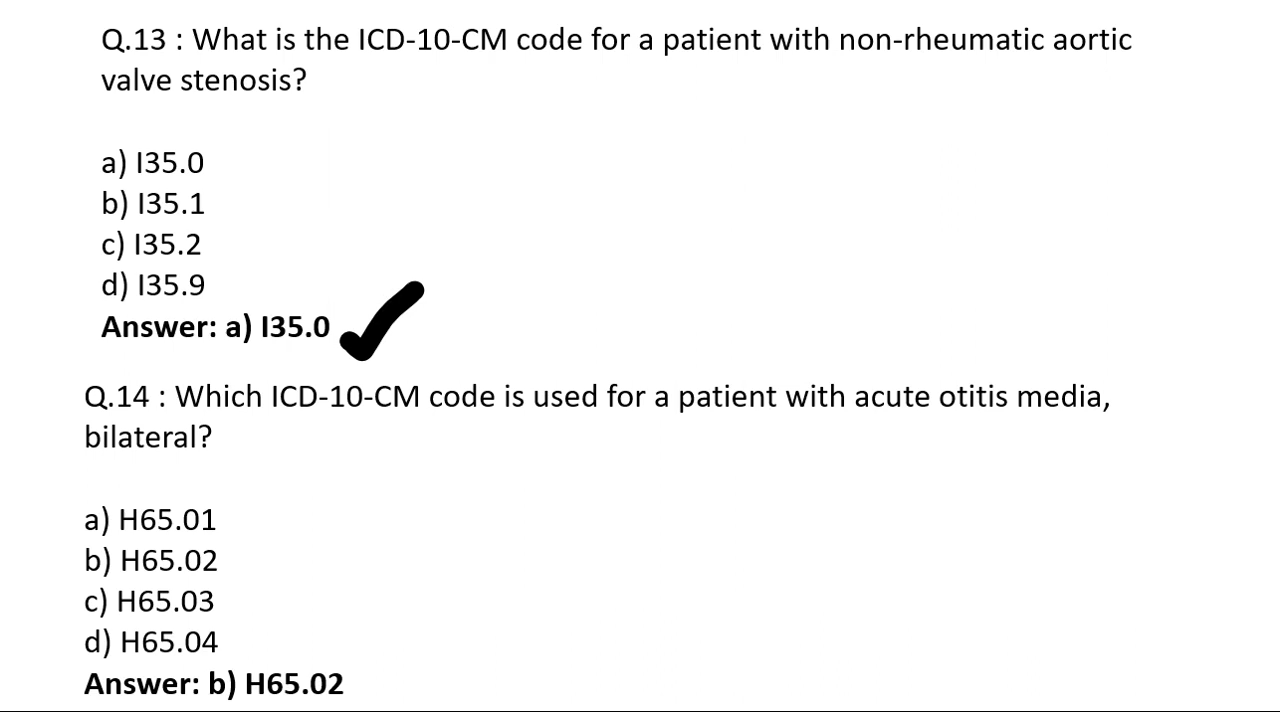 Q.13 : What is the ICD-10-CM code for a patient with non-rheumatic aortic
valve stenosis?
a) I35.0
b) I35.1
c) I35.2
d) I35.9
Answer: a) I35.0
Q.14 : Which ICD-10-CM code is used for a patient with acute otitis media,
bilateral?
a) H65.01
b) H65.02
c) H65.03
d) H65.04
Answer: b) H65.02